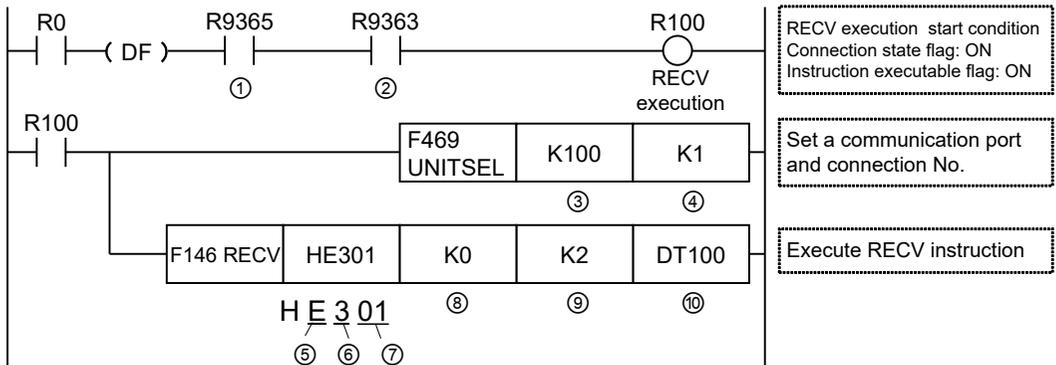 R0 R9365 R9363 R100
( DF )
① ②
RECV
execution
RECV execution start condition
Connection state flag: ON
Instruction executable flag: ON
R100
F469
UNITSEL K100 K1
③ ④
Set a communication port
and connection No.
F146 RECV HE301 K0 K2 DT100
Execute RECV instruction
⑧ ⑨ ⑩
H E 3 01
⑤ ⑥ ⑦